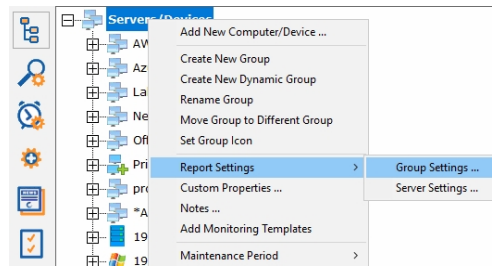 Servers/Devices
Add New Computer/Device ...
AW
Create New Group
Az
Create New Dynamic Group
La
Rename Group
Ne
Move Group to Different Group
Off
Set Group Icon
Pri
Report Settings
Group Settings ...
pro
Custom Properties ...
Server Settings ...
*A
Notes ...
Add Monitoring Templates
19
Maintenance Period
19